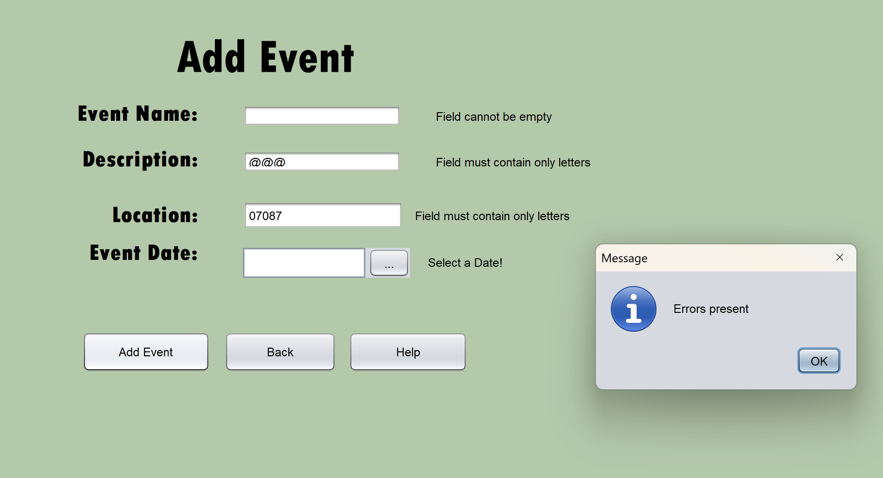 Add Event
Event Name:
Field cannot be empty
Description:
@@@
Field must contain only letters
Location:
07087
Field must contain only letters
Event Date:
...
Select a Date!
Message
Errors present
OK
Add Event
Back
Help